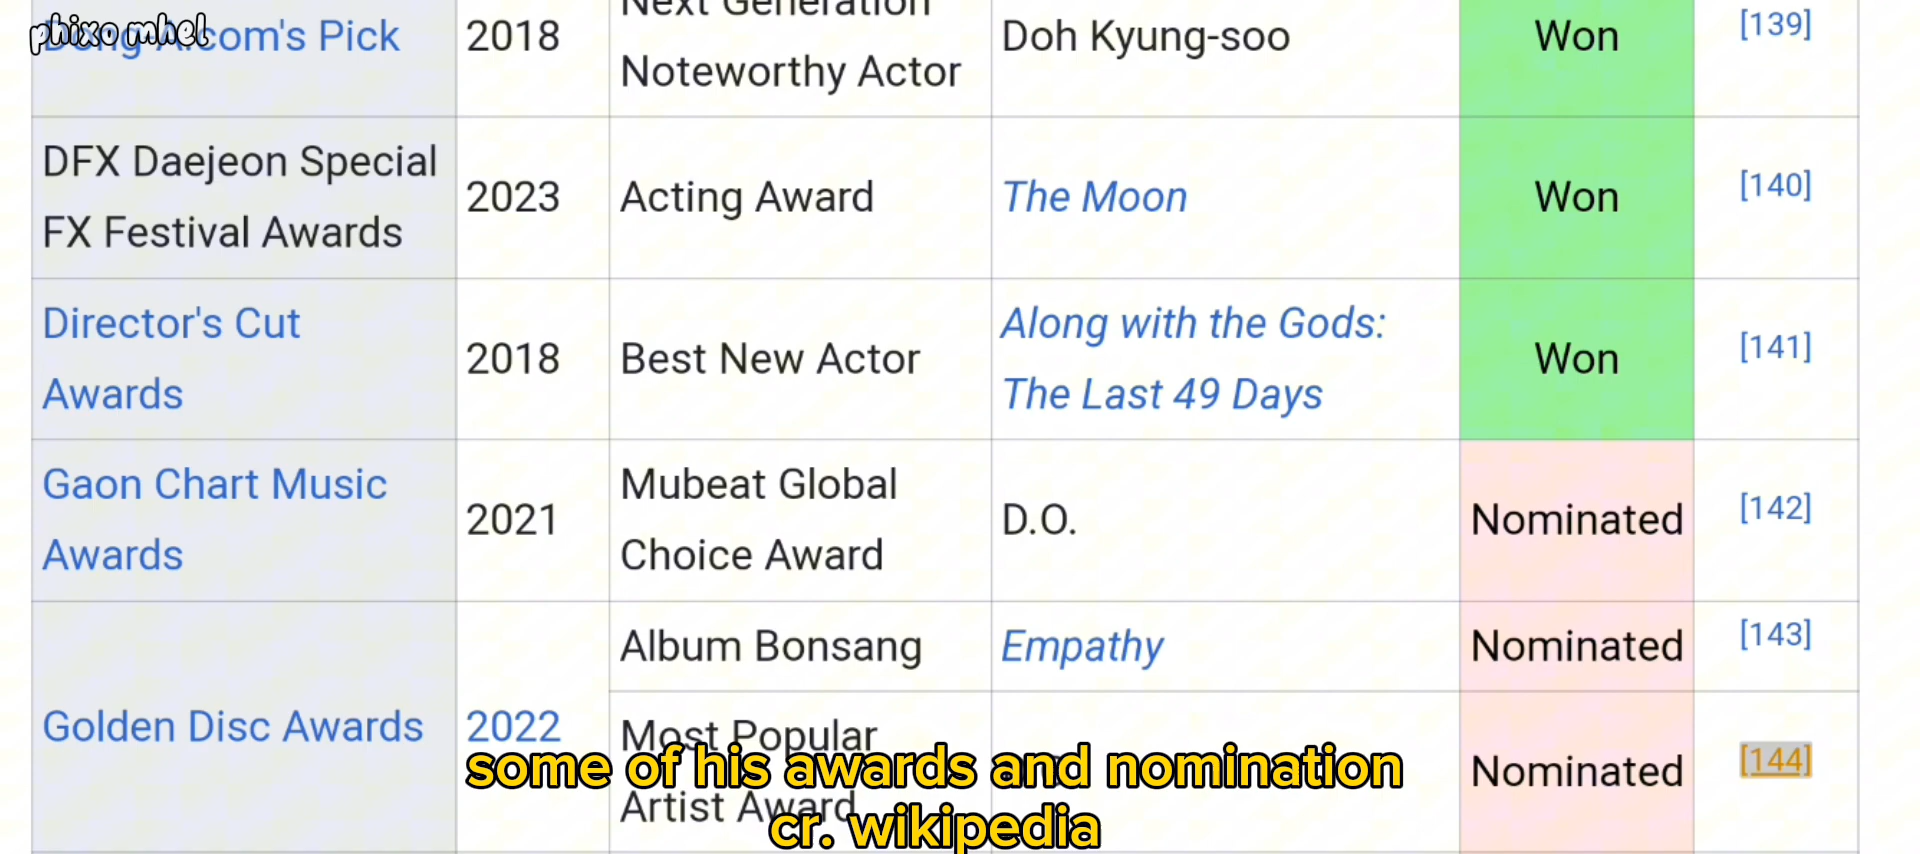 phixo mhel
.com's Pick
2018
Next Generation
Noteworthy Actor
Doh Kyung-soo
Won
[139]
DFX Daejeon Special
FX Festival Awards
2023
Acting Award
The Moon
Won
[140]
Director's Cut
Awards
2018
Best New Actor
Along with the Gods:
The Last 49 Days
Won
[141]
Gaon Chart Music
Awards
2021
Mubeat Global
Choice Award
D.O.
Nominated
[142]
Golden Disc Awards
2022
Album Bonsang
Empathy
Nominated
[143]
Most Popular
Artist Award
Nominated
[144]
some of his awards and nomination
cr. wikipedia